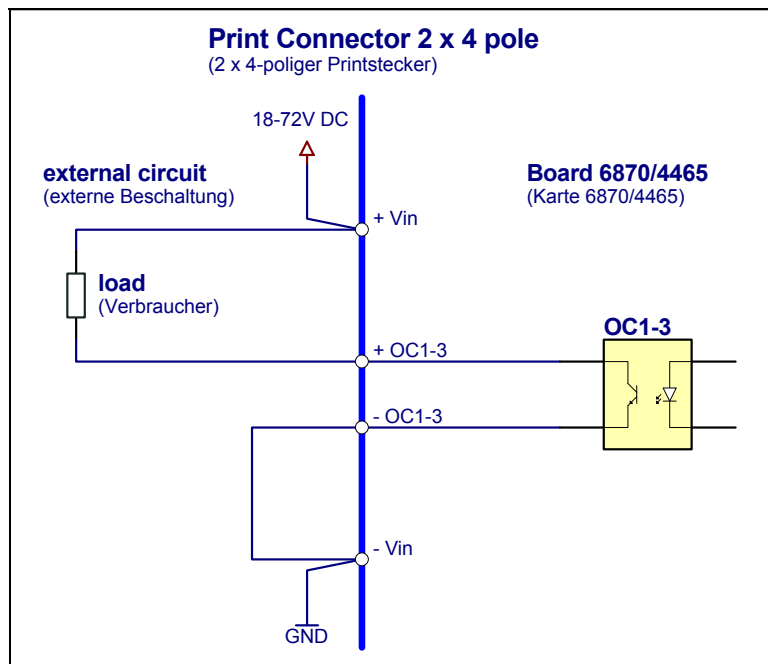 Print Connector 2 x 4 pole
(2 x 4-poliger Printstecker)
18-72V DC
external circuit
(externe Beschaltung)
Board 6870/4465
(Karte 6870/4465)
+ Vin
load
(Verbraucher)
OC1-3
+ OC1-3
- OC1-3
- Vin
GND